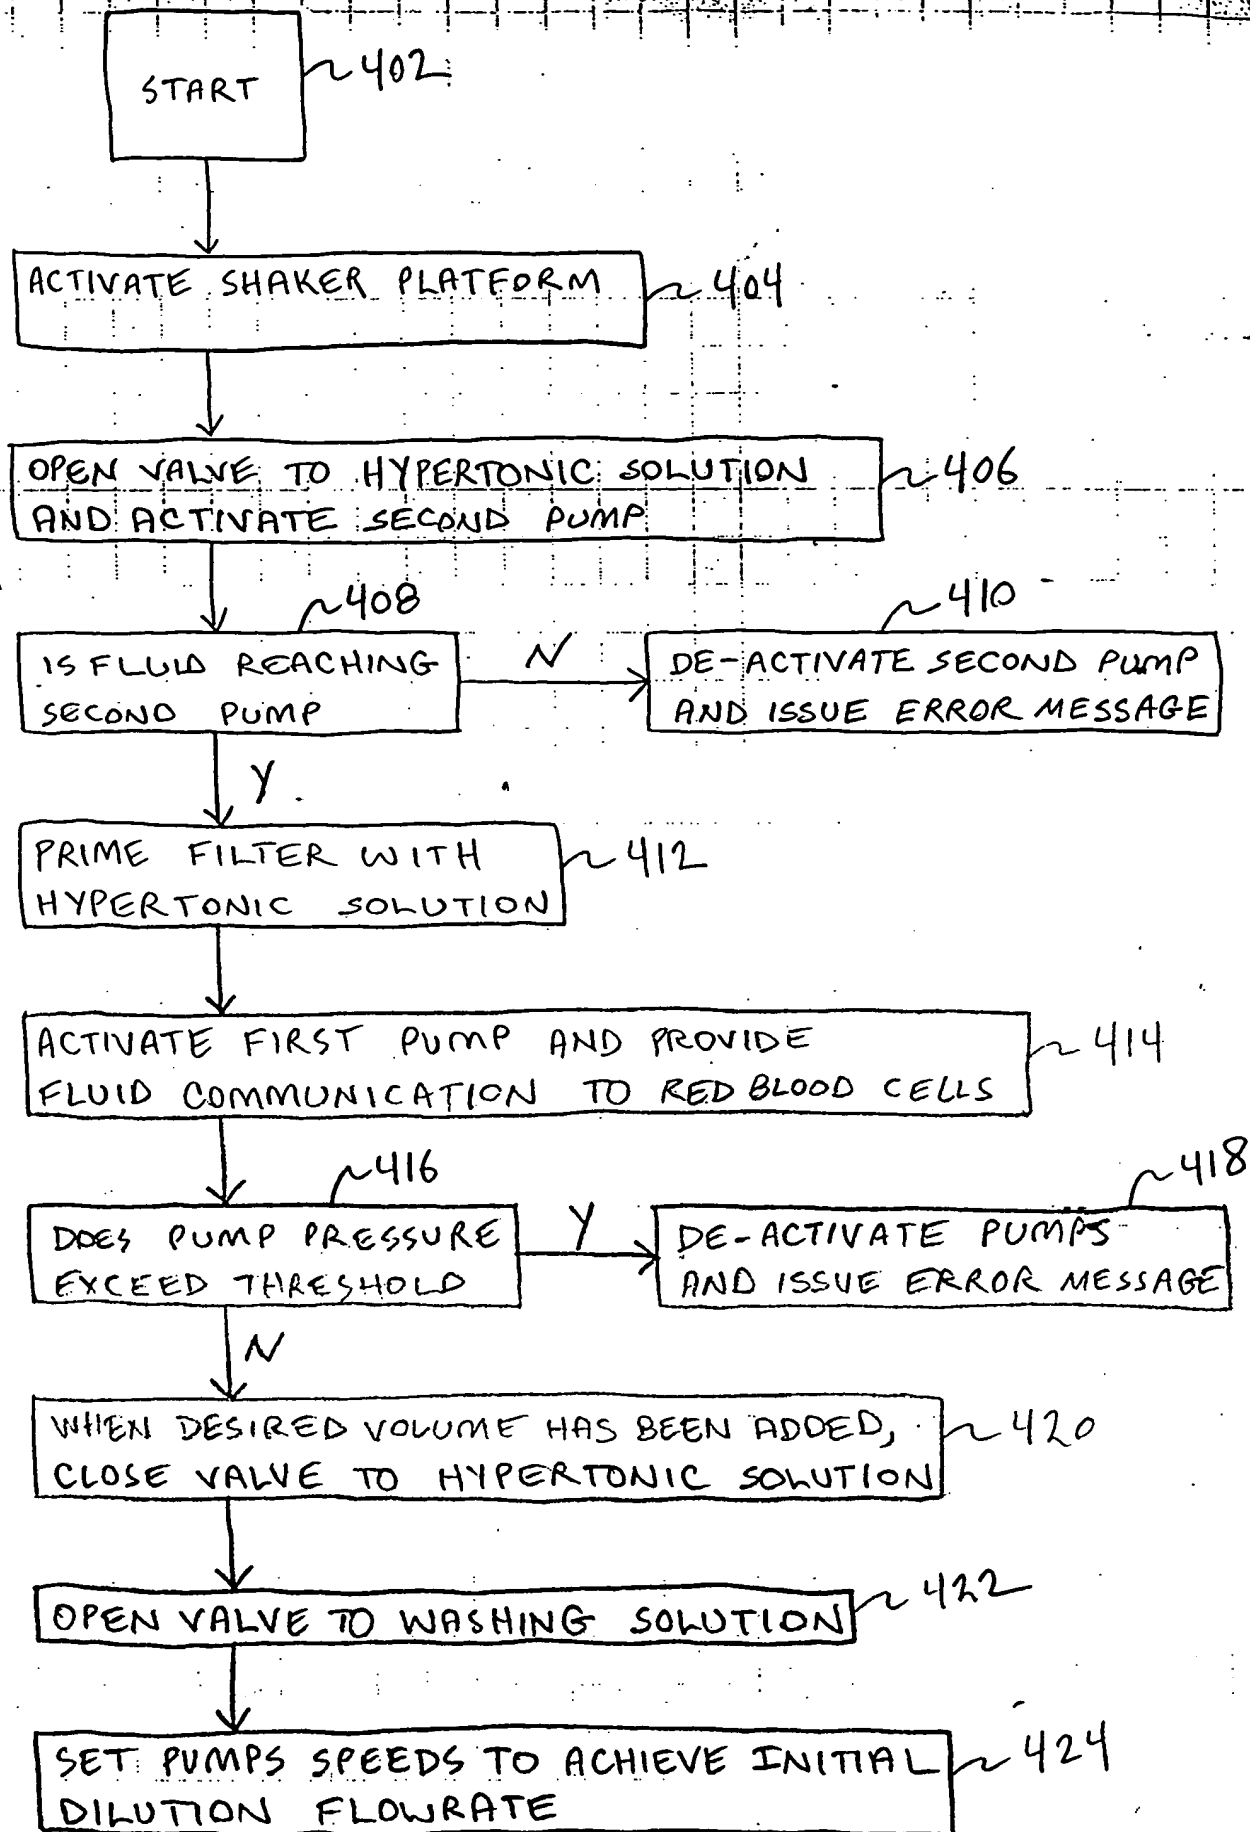 START
402
ACTIVATE SHAKER PLATFORM
404
OPEN VALVE TO HYPERTONIC SOLUTION
AND ACTIVATE SECOND PUMP
406
408
IS FLUID REACHING
SECOND PUMP
N
410
DE-ACTIVATE SECOND PUMP
AND ISSUE ERROR MESSAGE
Y
PRIME FILTER WITH
HYPERTONIC SOLUTION
412
ACTIVATE FIRST PUMP AND PROVIDE
FLUID COMMUNICATION TO RED BLOOD CELLS
414
416
DOES PUMP PRESSURE
EXCEED THRESHOLD
Y
418
DE-ACTIVATE PUMPS
AND ISSUE ERROR MESSAGE
N
WHEN DESIRED VOLUME HAS BEEN ADDED,
CLOSE VALVE TO HYPERTONIC SOLUTION
420
OPEN VALVE TO WASHING SOLUTION
422
SET PUMPS SPEEDS TO ACHIEVE INITIAL
DILUTION FLOWRATE
424